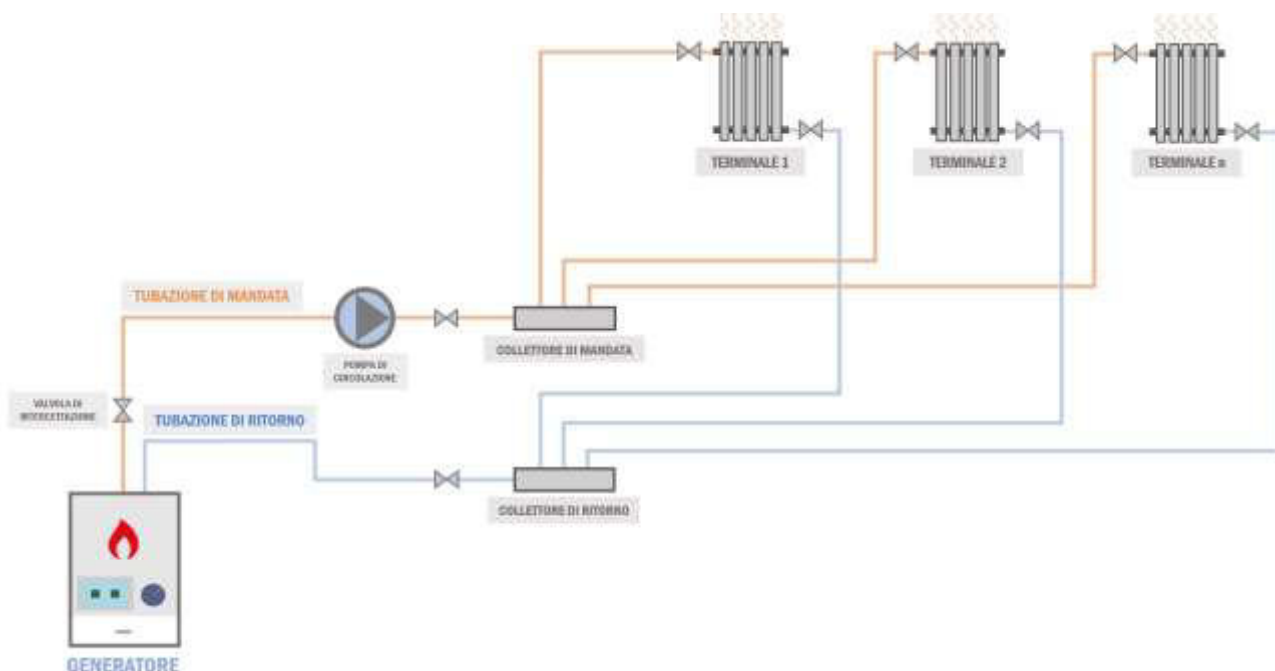 TERMINALE 1
TERMINALE 2
TERMINALE n
TUBAZIONE DI MANDATA
COLLETTORE DI MANDATA
POMPA DI
CIRCOLAZIONE
VALVOLA DI
INTERCETTAZIONE
TUBAZIONE DI RITORNO
COLLETTORE DI RITORNO
GENERATORE